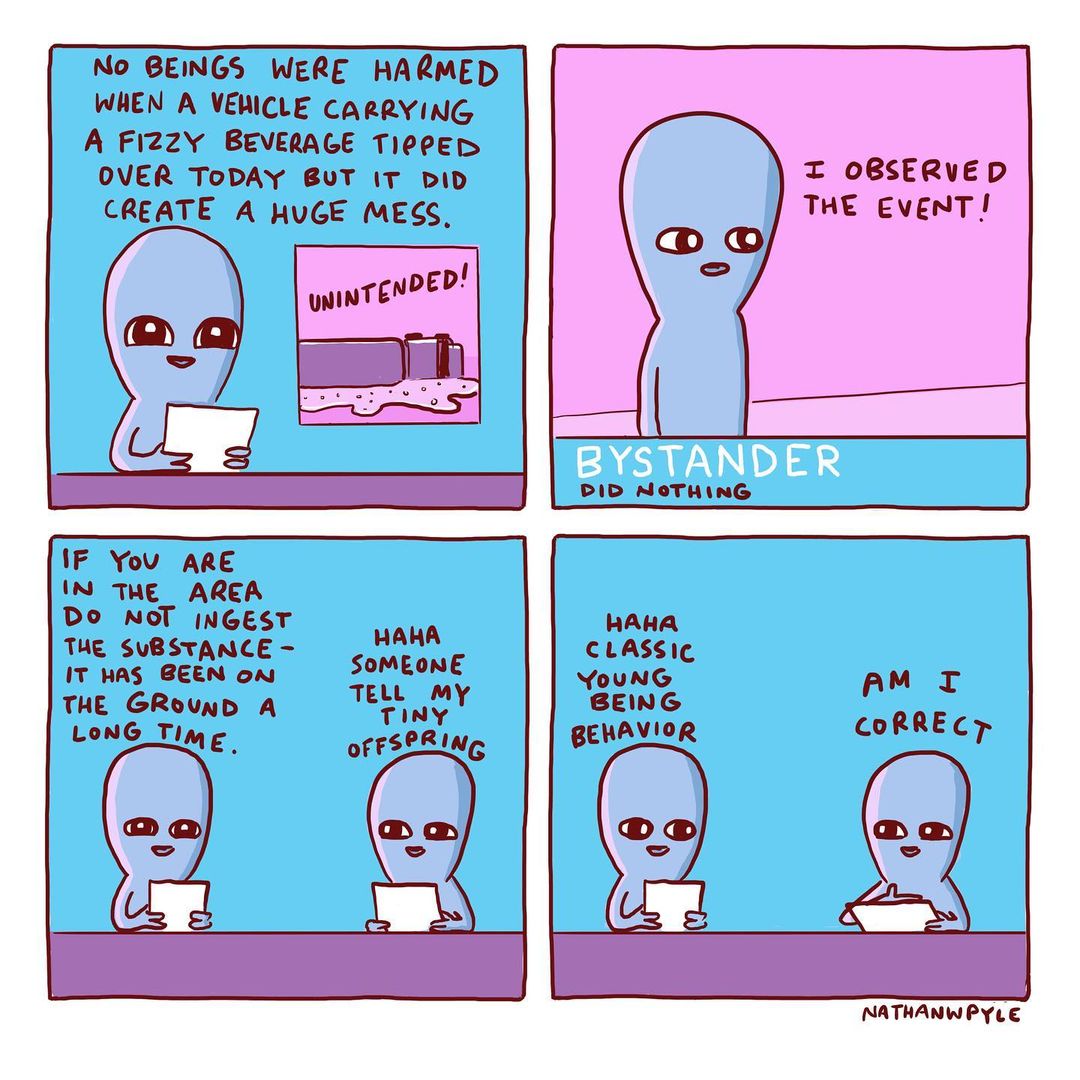 NO BEINGS WERE HARMED
WHEN A VEHICLE CARRYING
A FIZZY BEVERAGE TIPPED
OVER TODAY BUT IT DID
CREATE A HUGE MESS.
UNINTENDED!
I OBSERVED
THE EVENT!
BYSTANDER
DID NOTHING
IF YOU ARE
IN THE AREA
DO NOT INGEST
THE SUBSTANCE-
IT HAS BEEN ON
THE GROUND A
LONG TIME.
HAHA
SOMEONE
TELL MY
TINY
OFFSPRING
HAHA
CLASSIC
YOUNG
BEING
BEHAVIOR
AM I
CORRECT
NATHANWPYLE